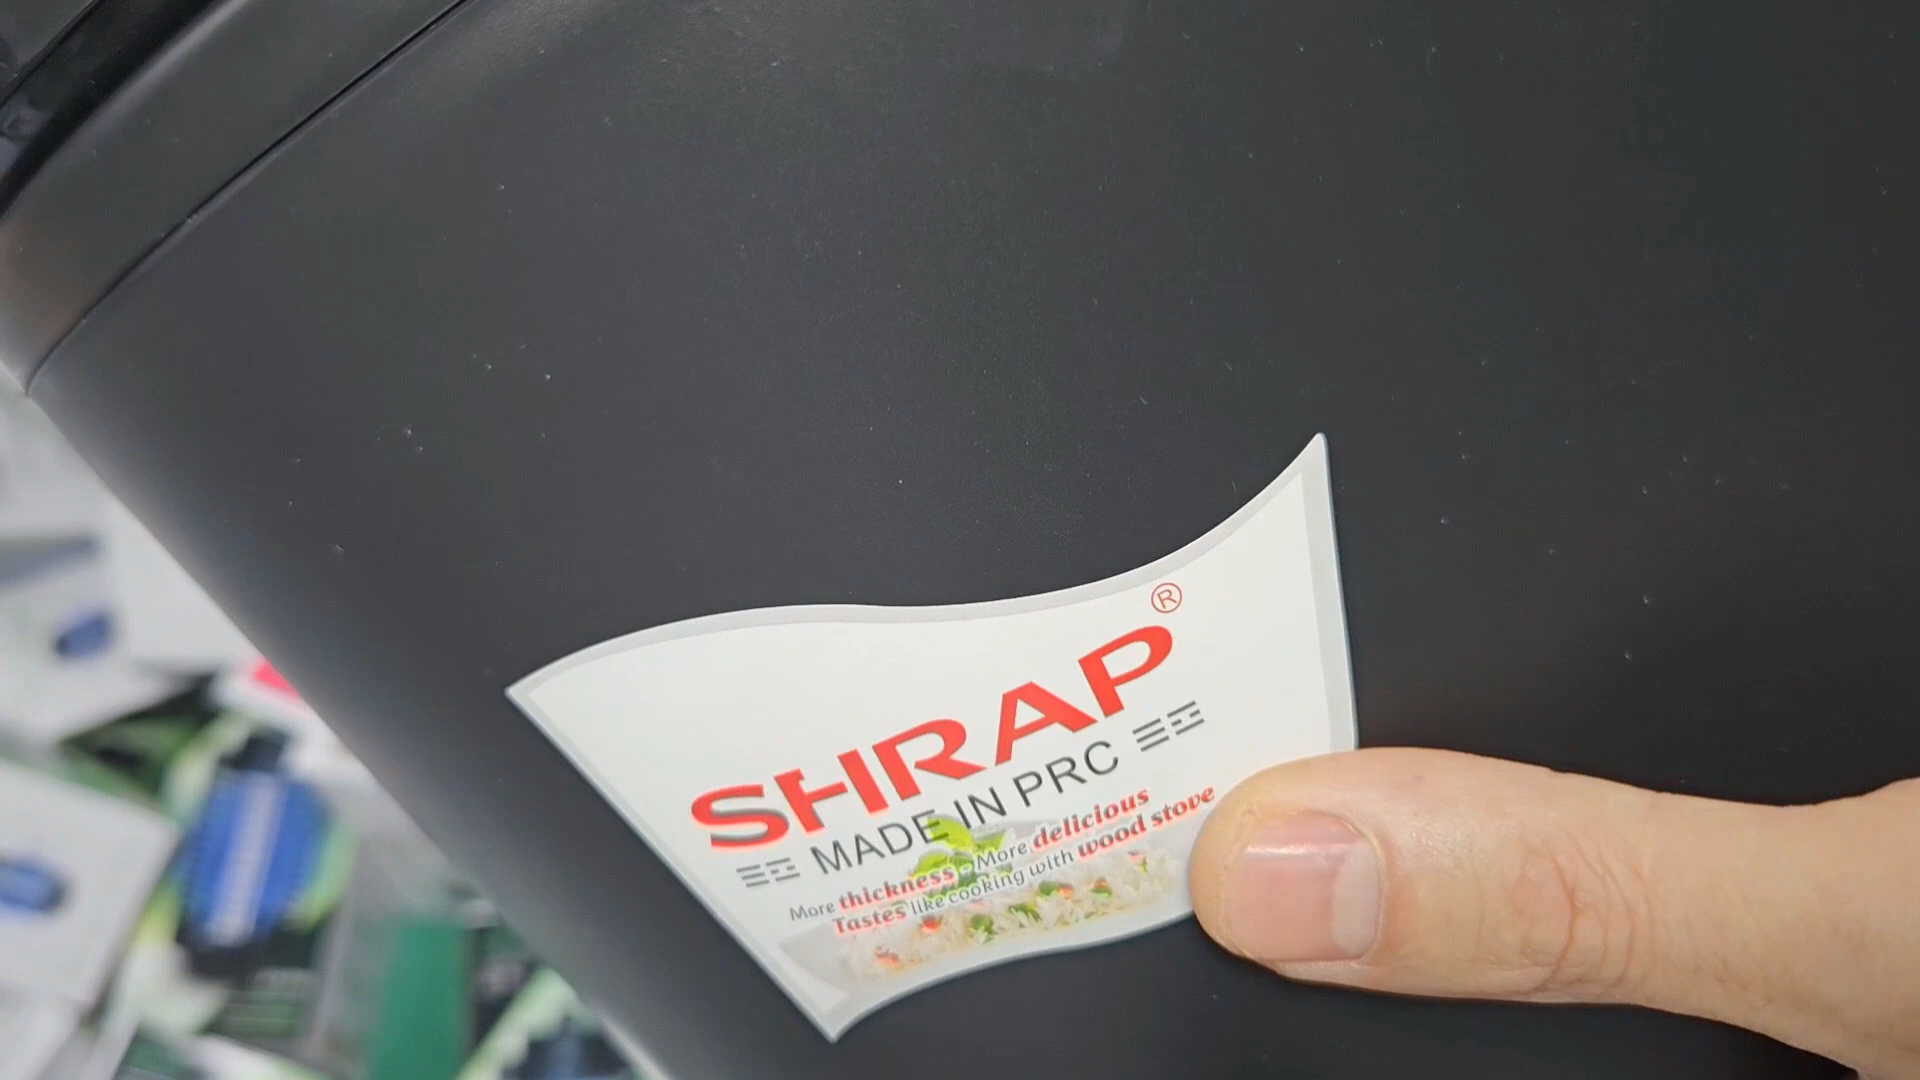 SHRAP®
MADE IN PRC
More thickness - More delicious
Tastes like cooking with wood stove